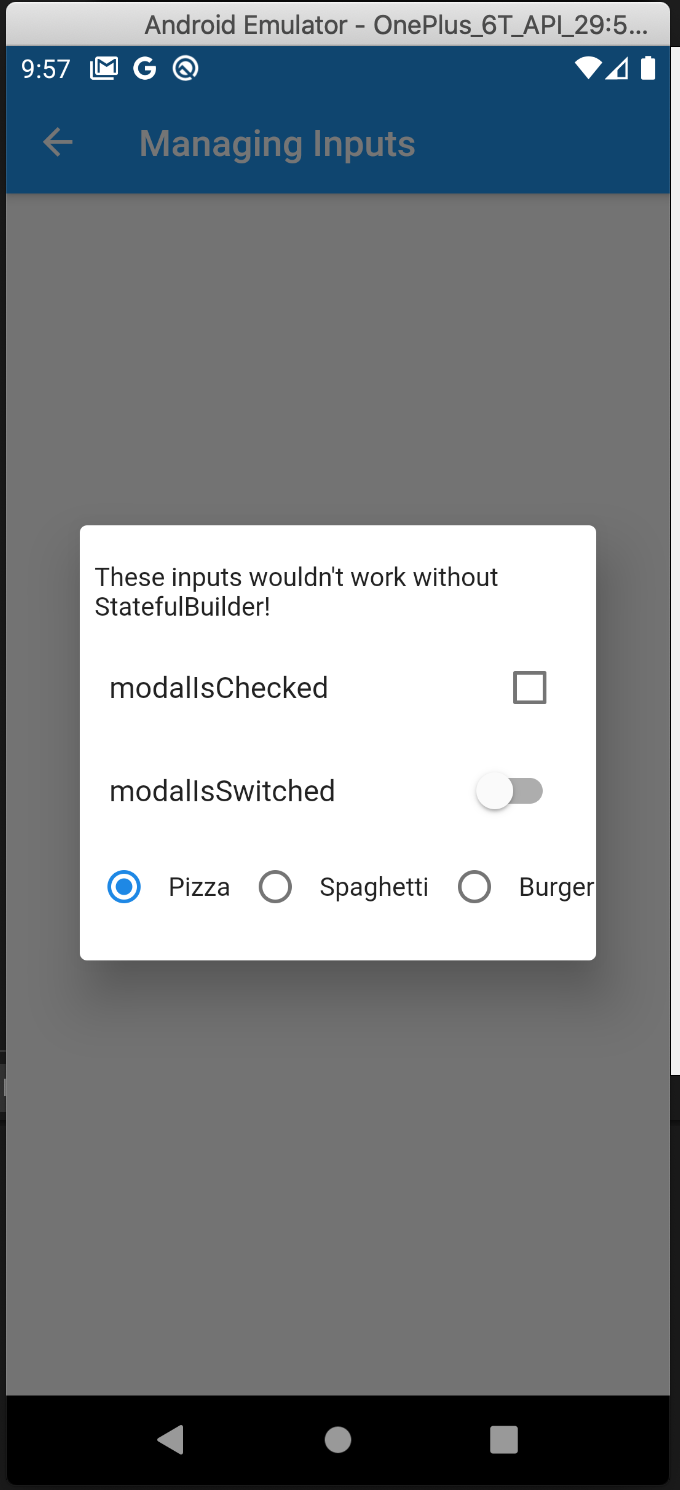 Android Emulator - OnePlus_6T_API_29:5...
9:57
Managing Inputs
These inputs wouldn't work without
StatefulBuilder!
modalIsChecked
modalIsSwitched
Pizza Spaghetti Burger